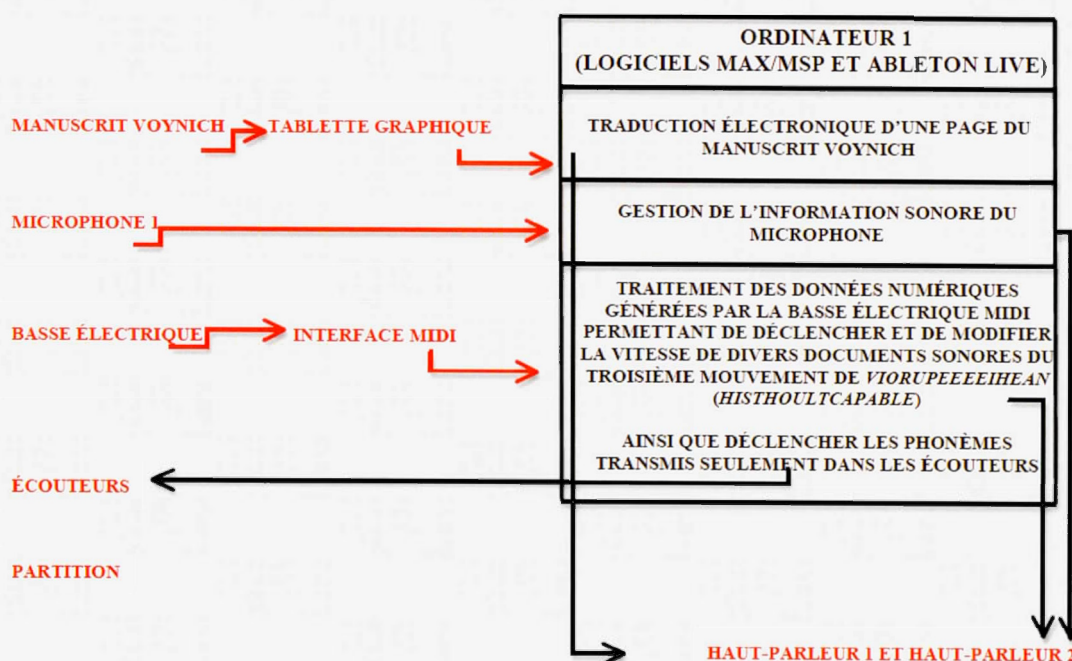 ORDINATEUR 1
(LOGICIELS MAX/MSP ET ABLETON LIVE)
MANUSCRIT VOYNICH
TABLETTE GRAPHIQUE
TRADUCTION ÉLECTRONIQUE D'UNE PAGE DU
MANUSCRIT VOYNICH
MICROPHONE 1
GESTION DE L'INFORMATION SONORE DU
MICROPHONE
BASSE ÉLECTRIQUE
INTERFACE MIDI
TRAITEMENT DES DONNÉES NUMÉRIQUES
GÉNÉRÉES PAR LA BASSE ÉLECTRIQUE MIDI
PERMETTANT DE DÉCLENCHER ET DE MODIFIER
LA VITESSE DE DIVERS DOCUMENTS SONORES DU
TROISIÈME MOUVEMENT DE VIORUPEEEEIHEAN
(HISTHOULTCAPABLE)
AINSI QUE DÉCLENCHER LES PHONÈMES
TRANSMIS SEULEMENT DANS LES ÉCOUTEURS
ÉCOUTEURS
PARTITION
HAUT-PARLEUR 1 ET HAUT-PARLEUR 2